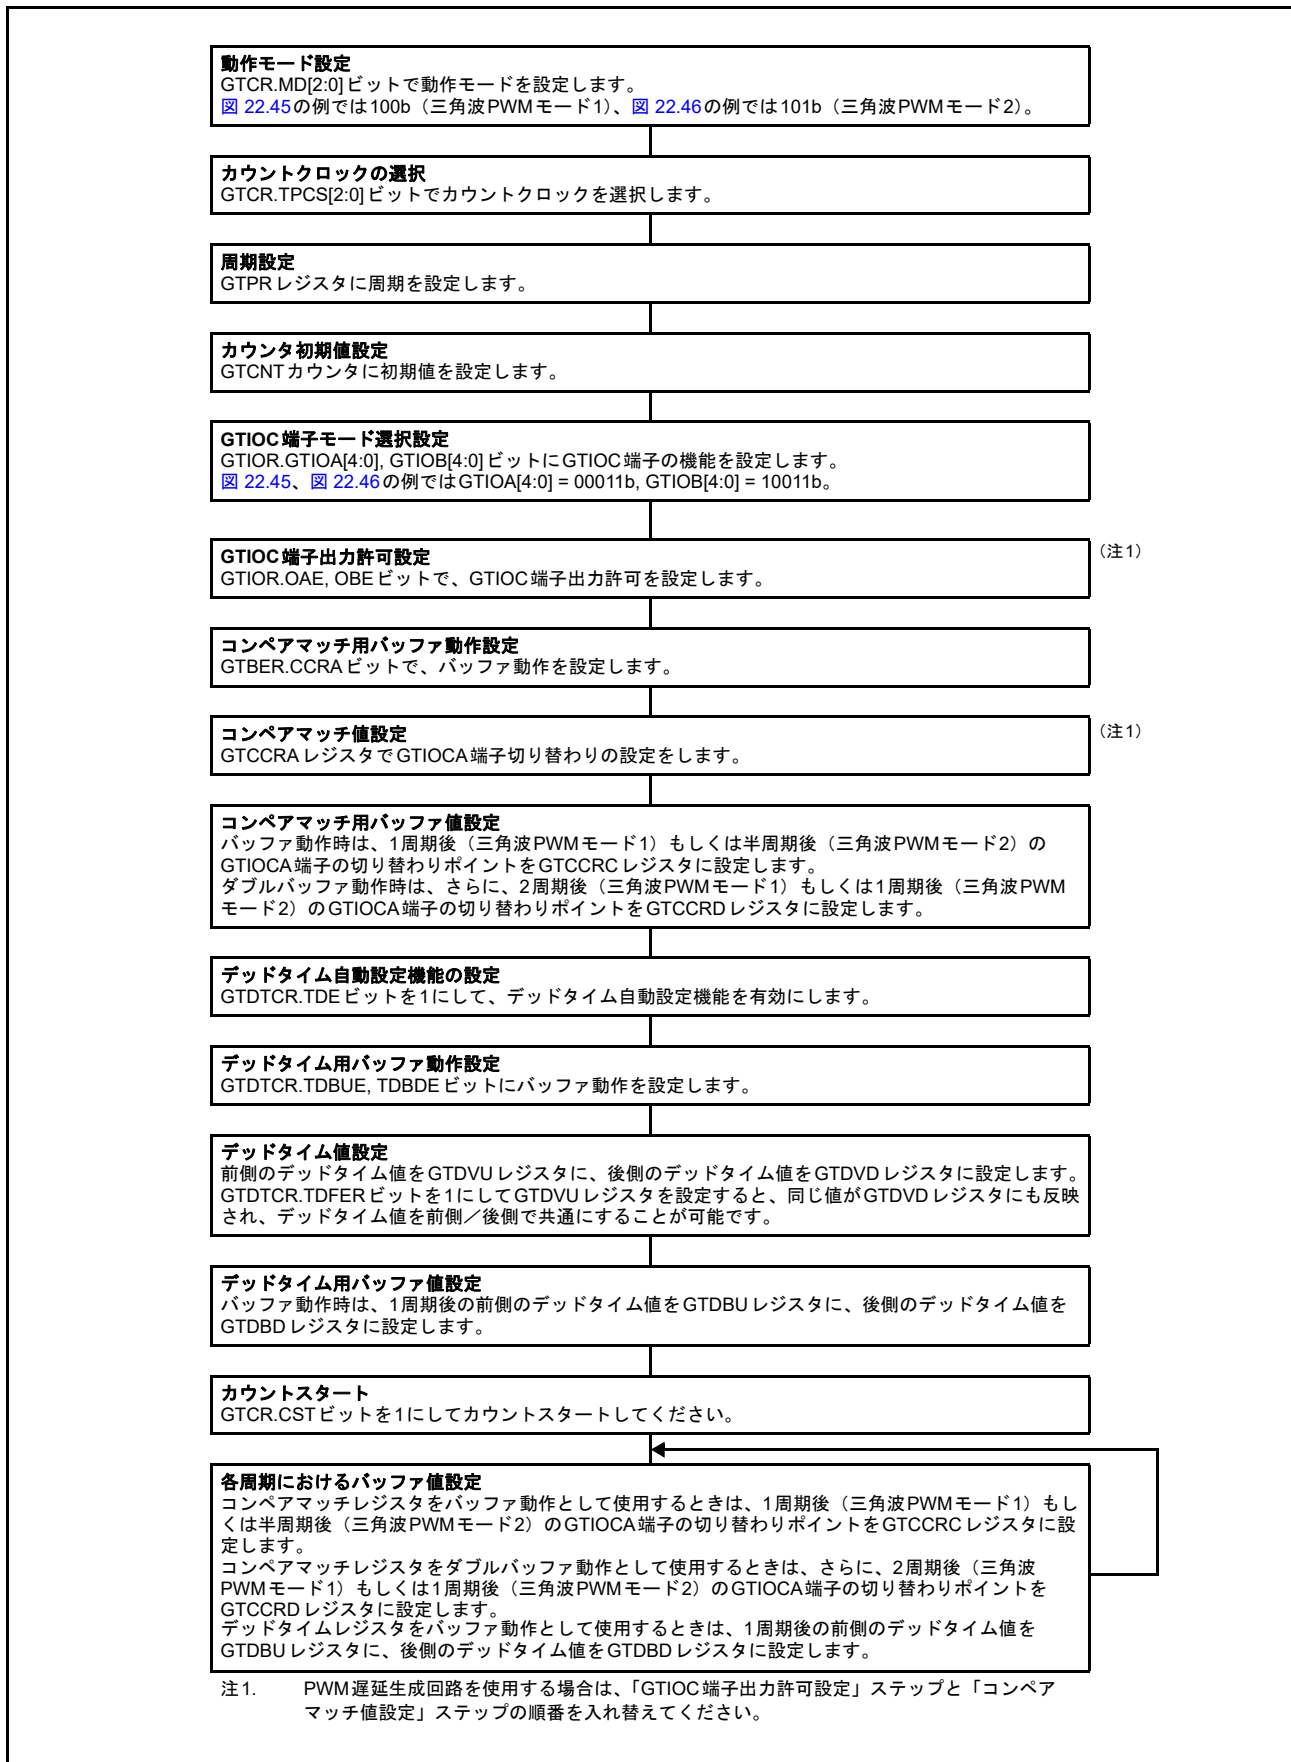 動作モード設定
GTCR.MD[2:0]ビットで動作モードを設定します。
図 22.45の例では100b（三角波PWMモード1）、図 22.46の例では101b（三角波PWMモード2）。
カウントクロックの選択
GTCR.TPCS[2:0]ビットでカウントクロックを選択します。
周期設定
GTPRレジスタに周期を設定します。
カウンタ初期値設定
GTCNTカウンタに初期値を設定します。
GTIOC端子モード選択設定
GTIOR.GTIOA[4:0], GTIOB[4:0]ビットにGTIOC端子の機能を設定します。
図 22.45、図 22.46の例ではGTIOA[4:0] = 00011b, GTIOB[4:0] = 10011b。
GTIOC端子出力許可設定 （注1）
GTIOR.OAE, OBEビットで、GTIOC端子出力許可を設定します。
コンペアマッチ用バッファ動作設定
GTBER.CCRAビットで、バッファ動作を設定します。
コンペアマッチ値設定 （注1）
GTCCRAレジスタでGTIOCA端子切り替わりの設定をします。
コンペアマッチ用バッファ値設定
バッファ動作時は、1周期後（三角波PWMモード1）もしくは半周期後（三角波PWMモード2）の
GTIOCA端子の切り替わりポイントをGTCCRCレジスタに設定します。
ダブルバッファ動作時は、さらに、2周期後（三角波PWMモード1）もしくは1周期後（三角波PWM
モード2）のGTIOCA端子の切り替わりポイントをGTCCRDレジスタに設定します。
デッドタイム自動設定機能の設定
GTDTCR.TDEビットを1にして、デッドタイム自動設定機能を有効にします。
デッドタイム用バッファ動作設定
GTDTCR.TDBUE, TDBDEビットにバッファ動作を設定します。
デッドタイム値設定
前側のデッドタイム値をGTDVUレジスタに、後側のデッドタイム値をGTDVDレジスタに設定します。
GTDTCR.TDFERビットを1にしてGTDVUレジスタを設定すると、同じ値がGTDVDレジスタにも反映
され、デッドタイム値を前側／後側で共通にすることが可能です。
デッドタイム用バッファ値設定
バッファ動作時は、1周期後の前側のデッドタイム値をGTDBUレジスタに、後側のデッドタイム値を
GTDBDレジスタに設定します。
カウントスタート
GTCR.CSTビットを1にしてカウントスタートしてください。
各周期におけるバッファ値設定
コンペアマッチレジスタをバッファ動作として使用するときは、1周期後（三角波PWMモード1）もし
くは半周期後（三角波PWMモード2）のGTIOCA端子の切り替わりポイントをGTCCRCレジスタに設
定します。
コンペアマッチレジスタをダブルバッファ動作として使用するときは、さらに、2周期後（三角波
PWMモード1）もしくは1周期後（三角波PWMモード2）のGTIOCA端子の切り替わりポイントを
GTCCRDレジスタに設定します。
デッドタイムレジスタをバッファ動作として使用するときは、1周期後の前側のデッドタイム値を
GTDBUレジスタに、後側のデッドタイム値をGTDBDレジスタに設定します。
注1. PWM遅延生成回路を使用する場合は、「GTIOC端子出力許可設定」ステップと「コンペア
マッチ値設定」ステップの順番を入れ替えてください。